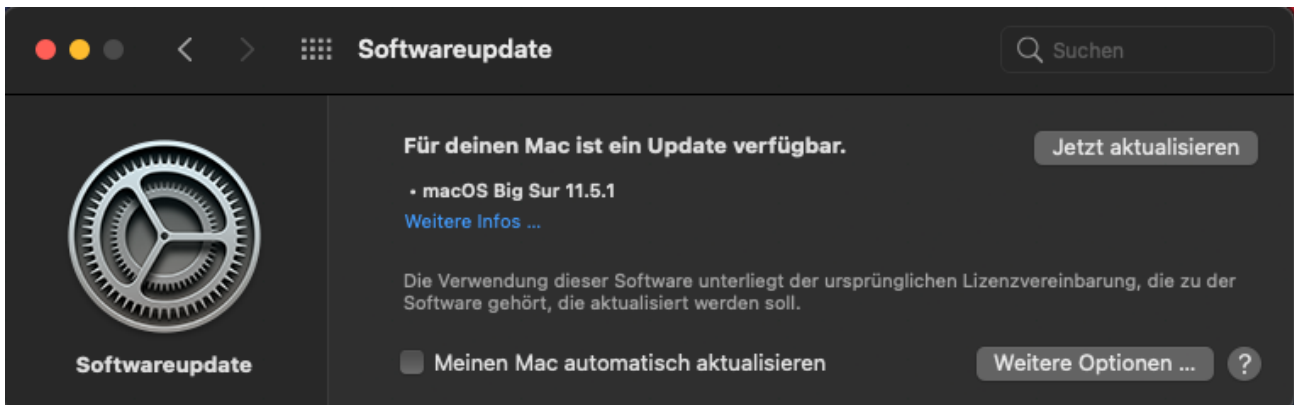 Softwareupdate
Suchen
Für deinen Mac ist ein Update verfügbar.
Jetzt aktualisieren
• macOS Big Sur 11.5.1
Weitere Infos ...
Die Verwendung dieser Software unterliegt der ursprünglichen Lizenzvereinbarung, die zu der
Software gehört, die aktualisiert werden soll.
Softwareupdate
Meinen Mac automatisch aktualisieren
Weitere Optionen ...
?